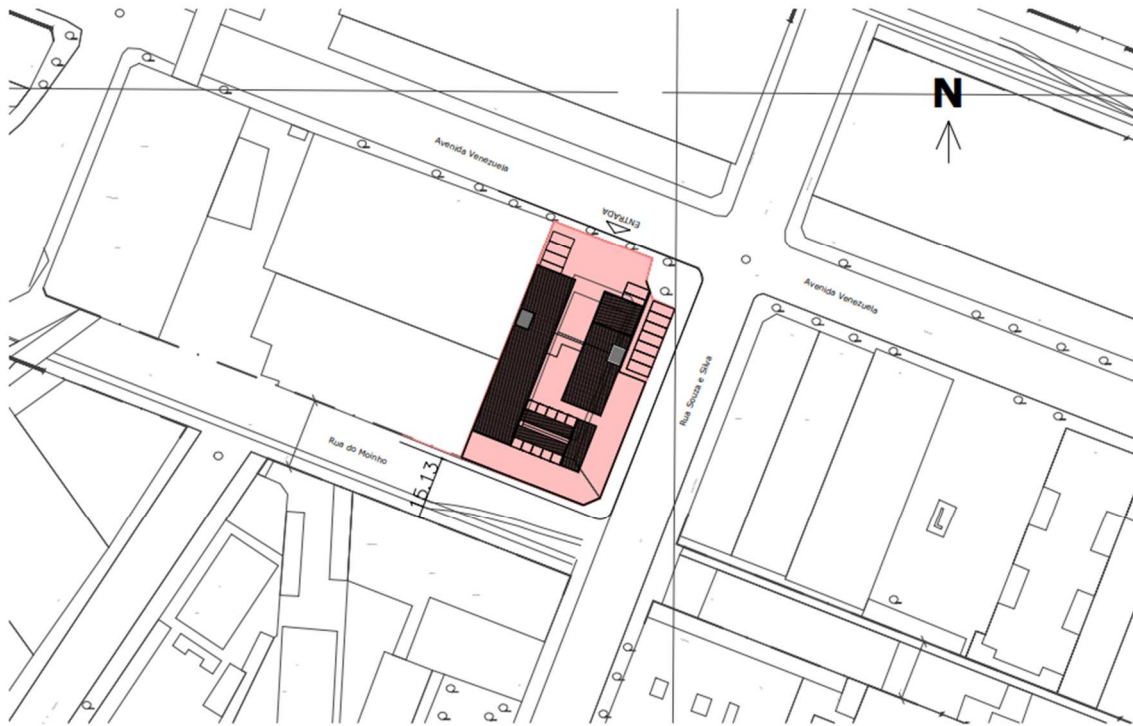 N
Avenida Venezuela
ENTRADA
Avenida Venezuela
Rua Souza e Silva
Rua do Moinho
15.13